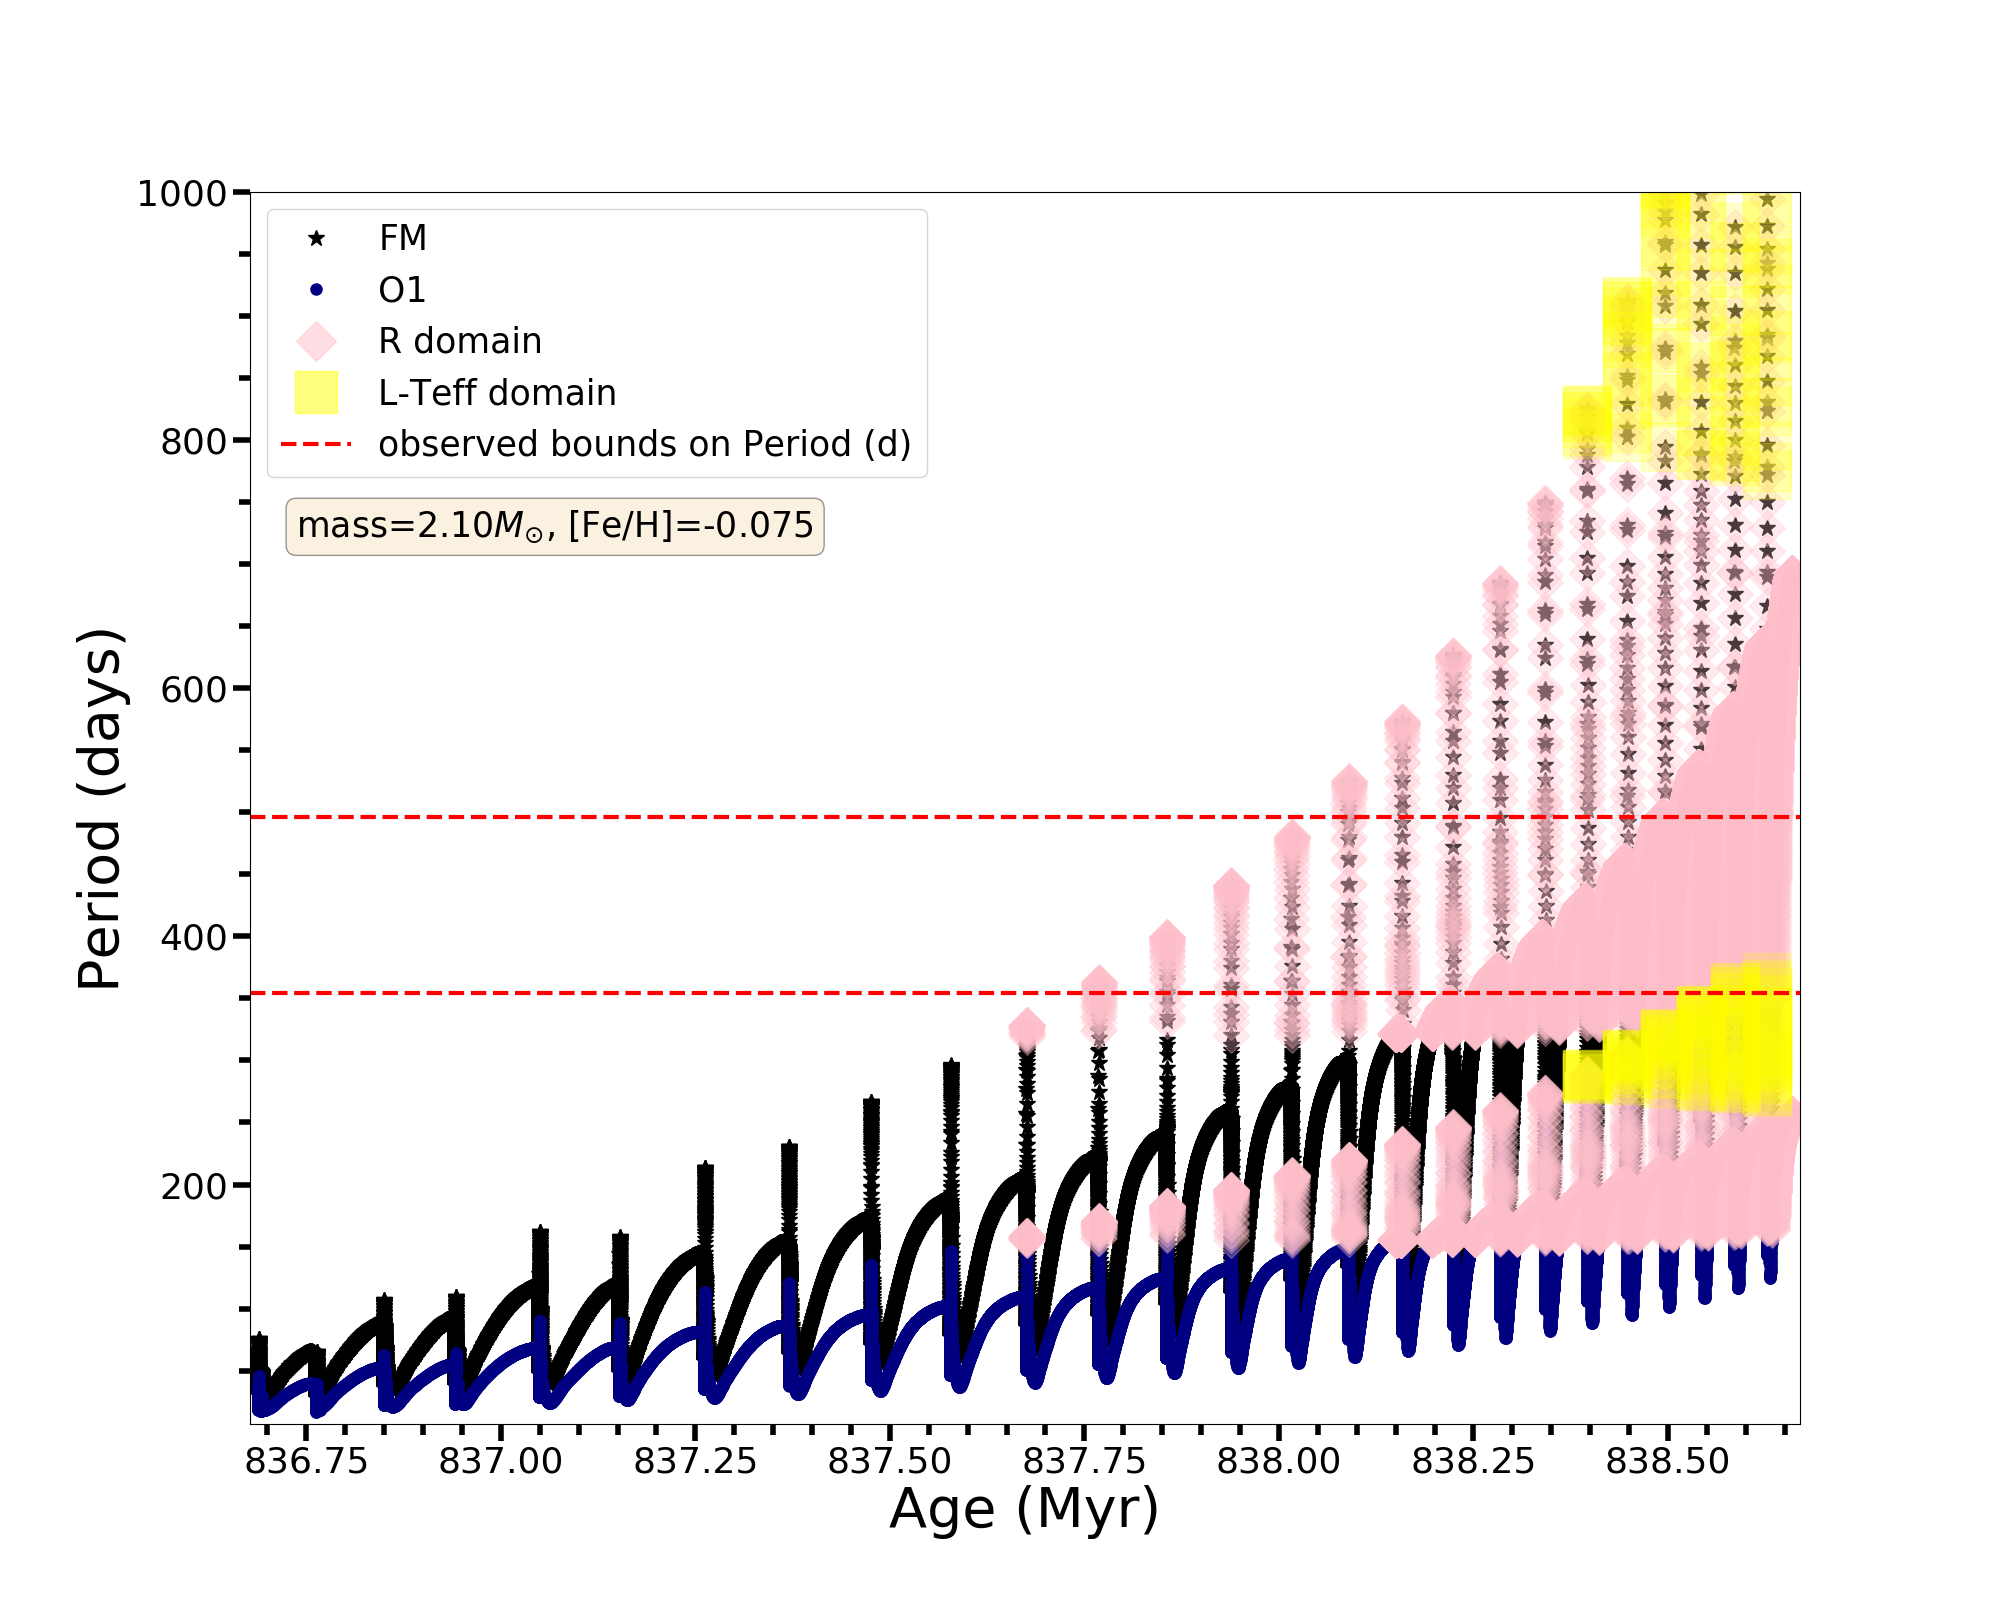 1000
800
600
400
200
Period (days)
FM
O1
R domain
L-Teff domain
observed bounds on Period (d)
mass=2.10M☉, [Fe/H]=-0.075
836.75 837.00 837.25 837.50 837.75 838.00 838.25 838.50
Age (Myr)